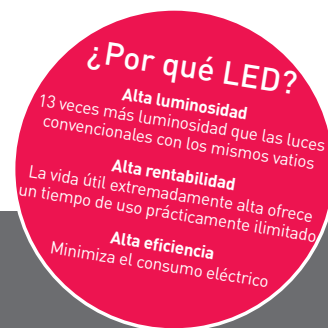 ¿Por qué LED?
Alta luminosidad
13 veces más luminosidad que las luces
convencionales con los mismos vatios
Alta rentabilidad
La vida útil extremadamente alta ofrece
un tiempo de uso prácticamente ilimitado
Alta eficiencia
Minimiza el consumo eléctrico